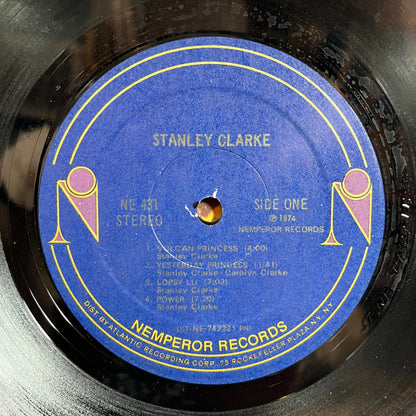 STANLEY CLARKE
NE 431
STEREO
SIDE ONE
℗ 1974
NEMPEROR RECORDS
1. VULCAN PRINCESS (4:00)
Stanley Clarke
2. YESTERDAY PRINCESS (1:41)
Stanley Clarke- Carolyn Clarke
3. LOPSY LU (7:03)
Stanley Clarke
4. POWER (7:20)
Stanley Clarke
(ST-NE-743221 PR)
NEMPEROR RECORDS
DIST BY ATLANTIC RECORDING CORP., 75 ROCKEFELLER PLAZA, NY, NY.